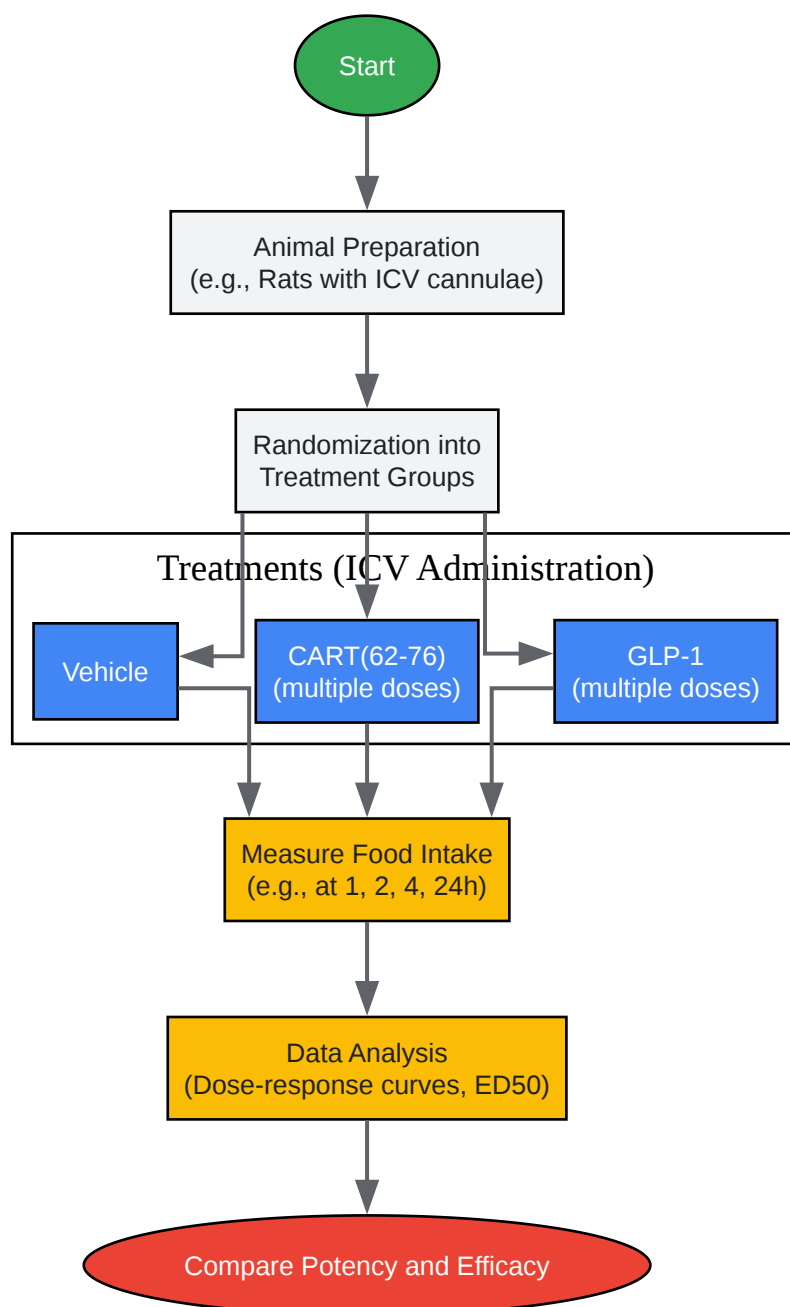 Start
Animal Preparation
(e.g., Rats with ICV cannulae)
Randomization into
Treatment Groups
Treatments (ICV Administration)
Vehicle
CART(62-76)
(multiple doses)
GLP-1
(multiple doses)
Measure Food Intake
(e.g., at 1, 2, 4, 24h)
Data Analysis
(Dose-response curves, ED50)
Compare Potency and Efficacy